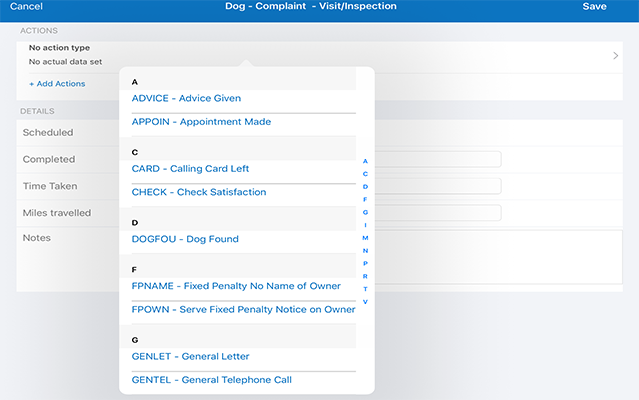 Cancel Dog - Complaint - Visit/Inspection Save
ACTIONS
No action type
No actual data set
+ Add Actions
A
ADVICE - Advice Given
APPOIN - Appointment Made
C
CARD - Calling Card Left
CHECK - Check Satisfaction
D
DOGFOU - Dog Found
F
FPNAME - Fixed Penalty No Name of Owner
FPOWN - Serve Fixed Penalty Notice on Owner
G
GENLET - General Letter
GENTEL - General Telephone Call
A
C
D
F
G
I
M
N
P
R
T
V
DETAILS
Scheduled
Completed
Time Taken
Miles travelled
Notes